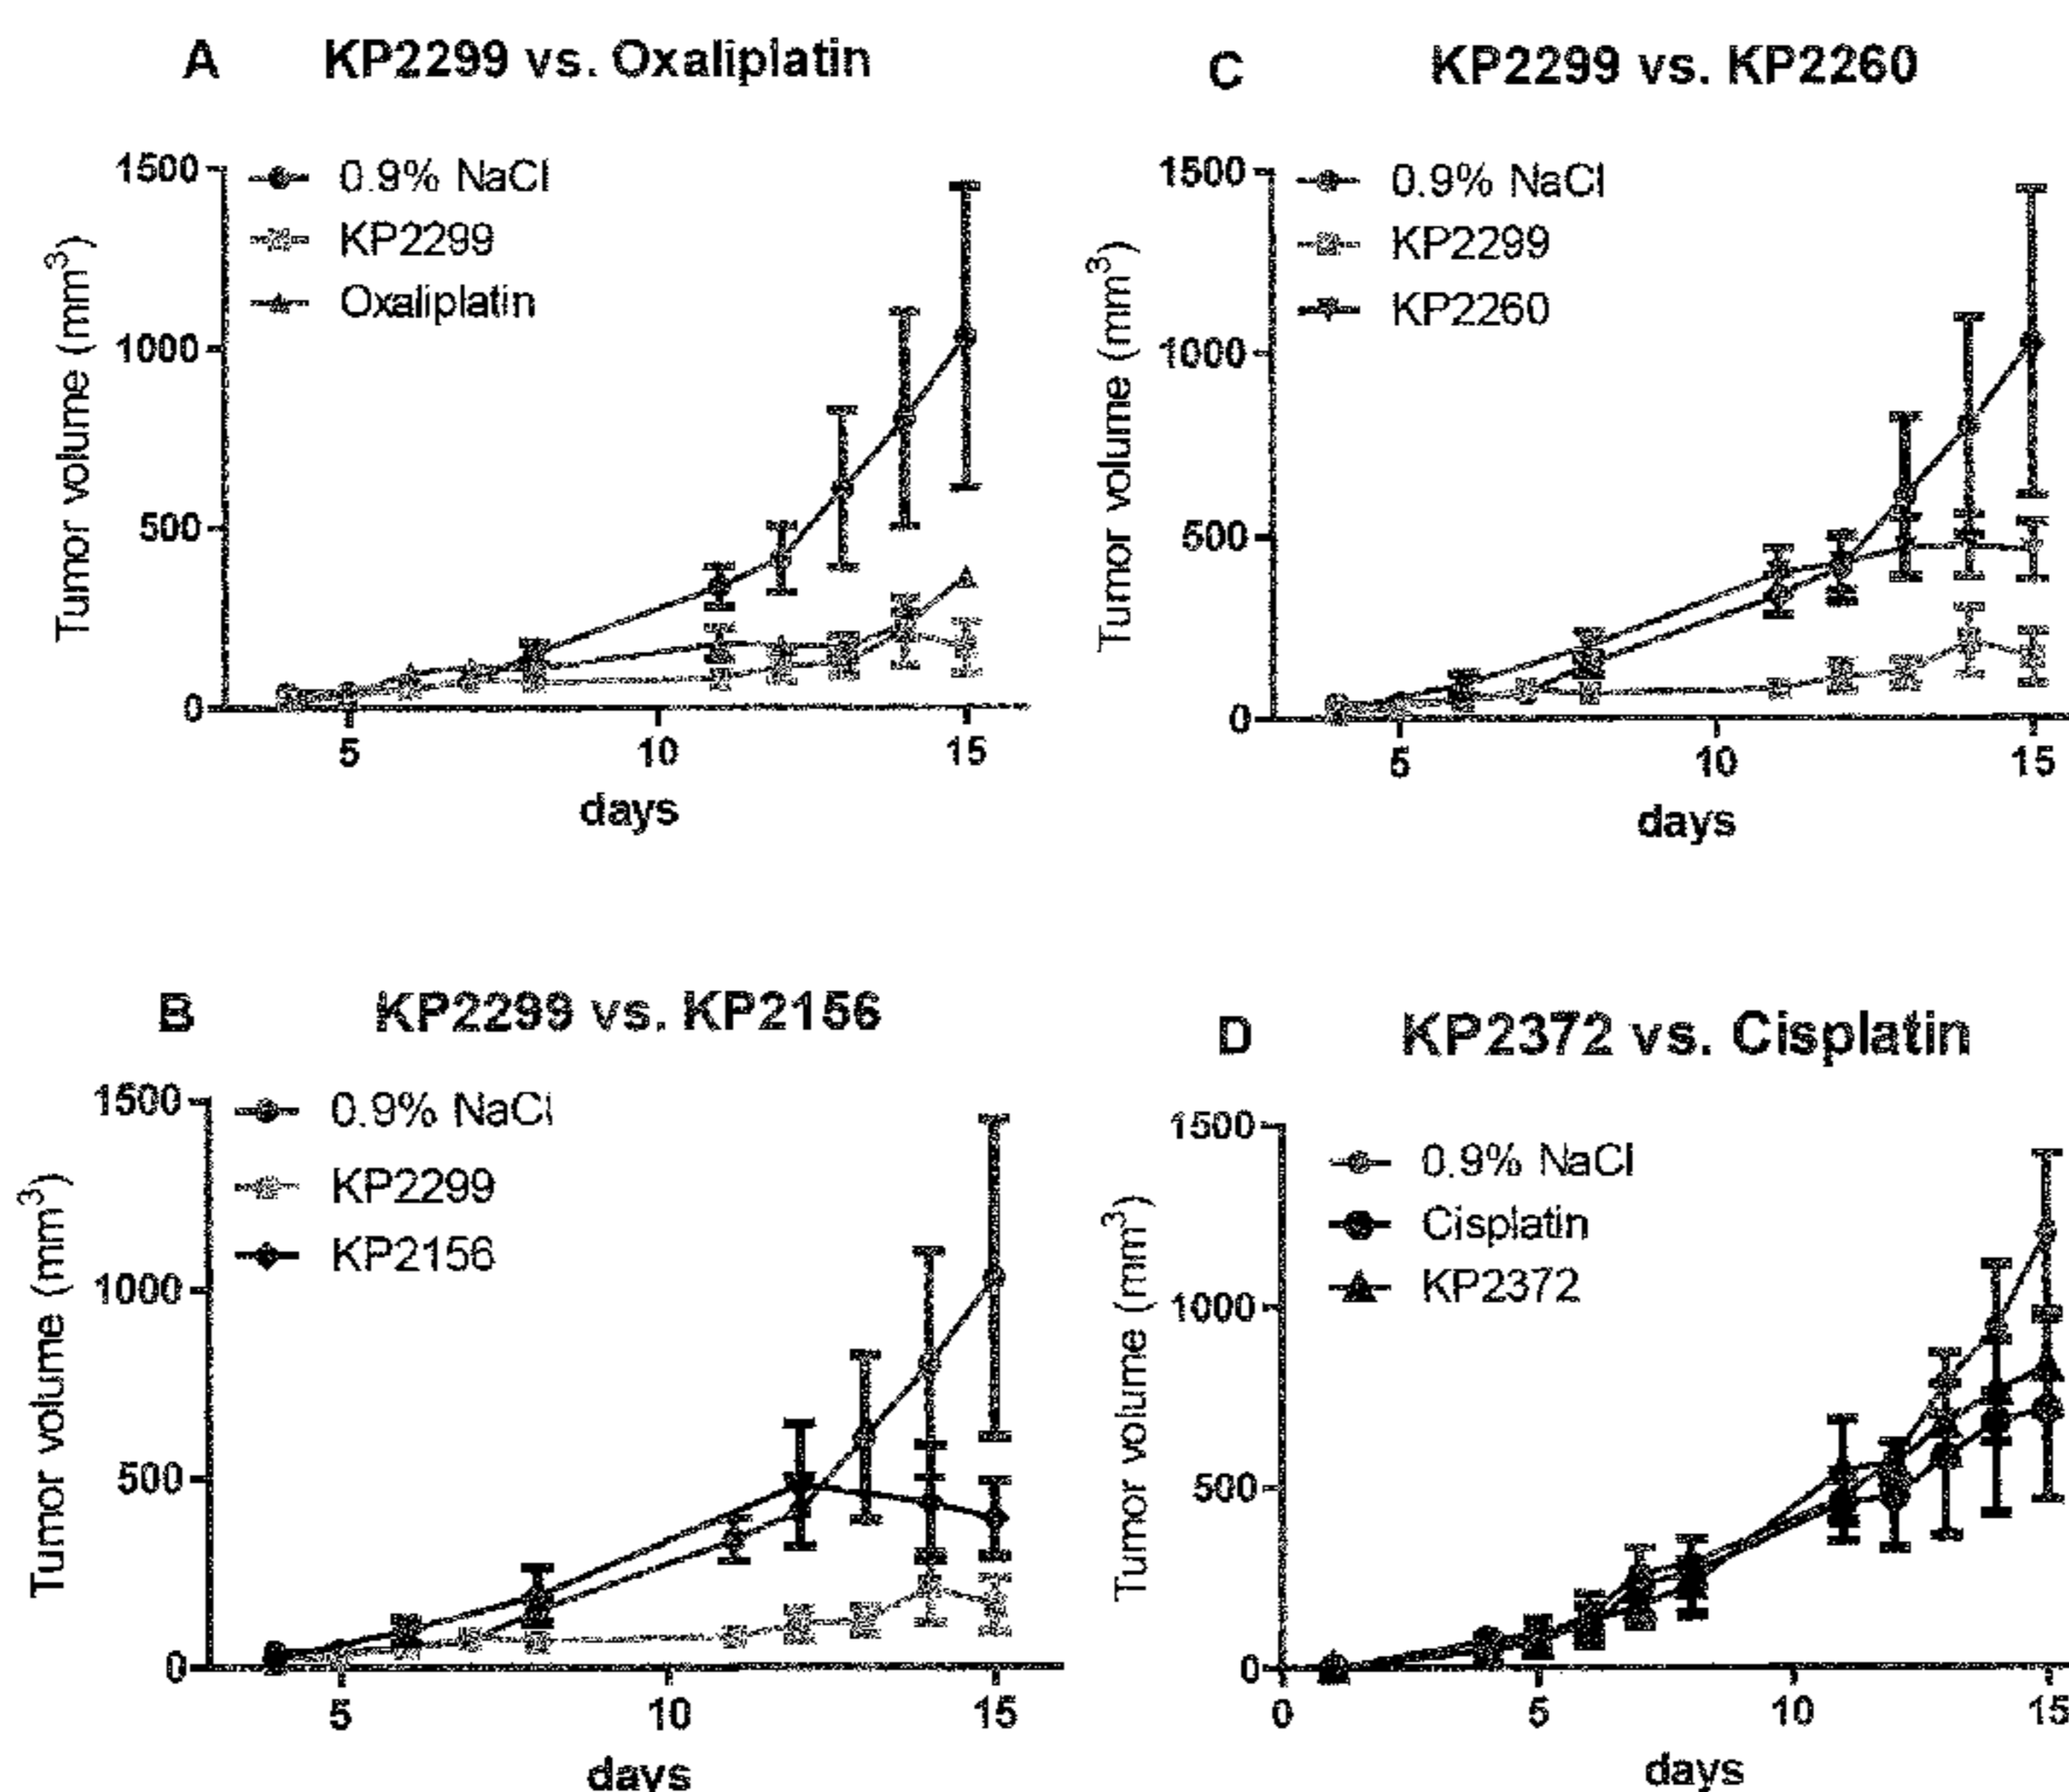 A KP2299 vs. Oxaliplatin
Tumor volume (mm³)
1500
1000
500
0
0.9% NaCl
KP2299
Oxaliplatin
5 10 15
days
C KP2299 vs. KP2260
Tumor volume (mm³)
1500
1000
500
0
0.9% NaCl
KP2299
KP2260
5 10 15
days
B KP2299 vs. KP2156
Tumor volume (mm³)
1500
1000
500
0
0.9% NaCl
KP2299
KP2156
5 10 15
days
D KP2372 vs. Cisplatin
Tumor volume (mm³)
1500
1000
500
0
0.9% NaCl
Cisplatin
KP2372
0 5 10 15
days